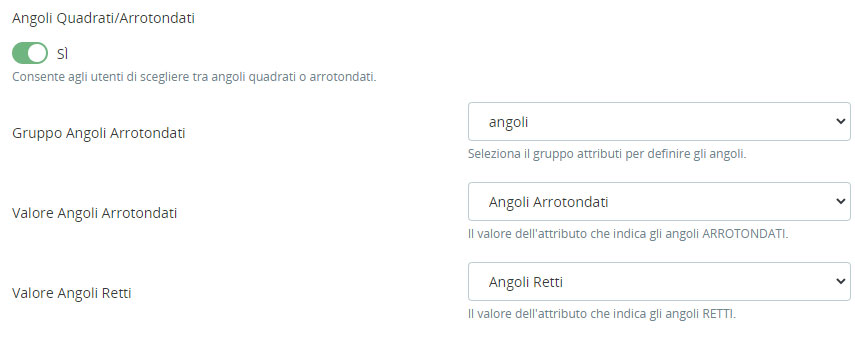 Angoli Quadrati/Arrotondati
SÌ
Consente agli utenti di scegliere tra angoli quadrati o arrotondati.
Gruppo Angoli Arrotondati
angoli
Seleziona il gruppo attributi per definire gli angoli.
Valore Angoli Arrotondati
Angoli Arrotondati
Il valore dell'attributo che indica gli angoli ARROTONDATI.
Valore Angoli Retti
Angoli Retti
Il valore dell'attributo che indica gli angoli RETTI.